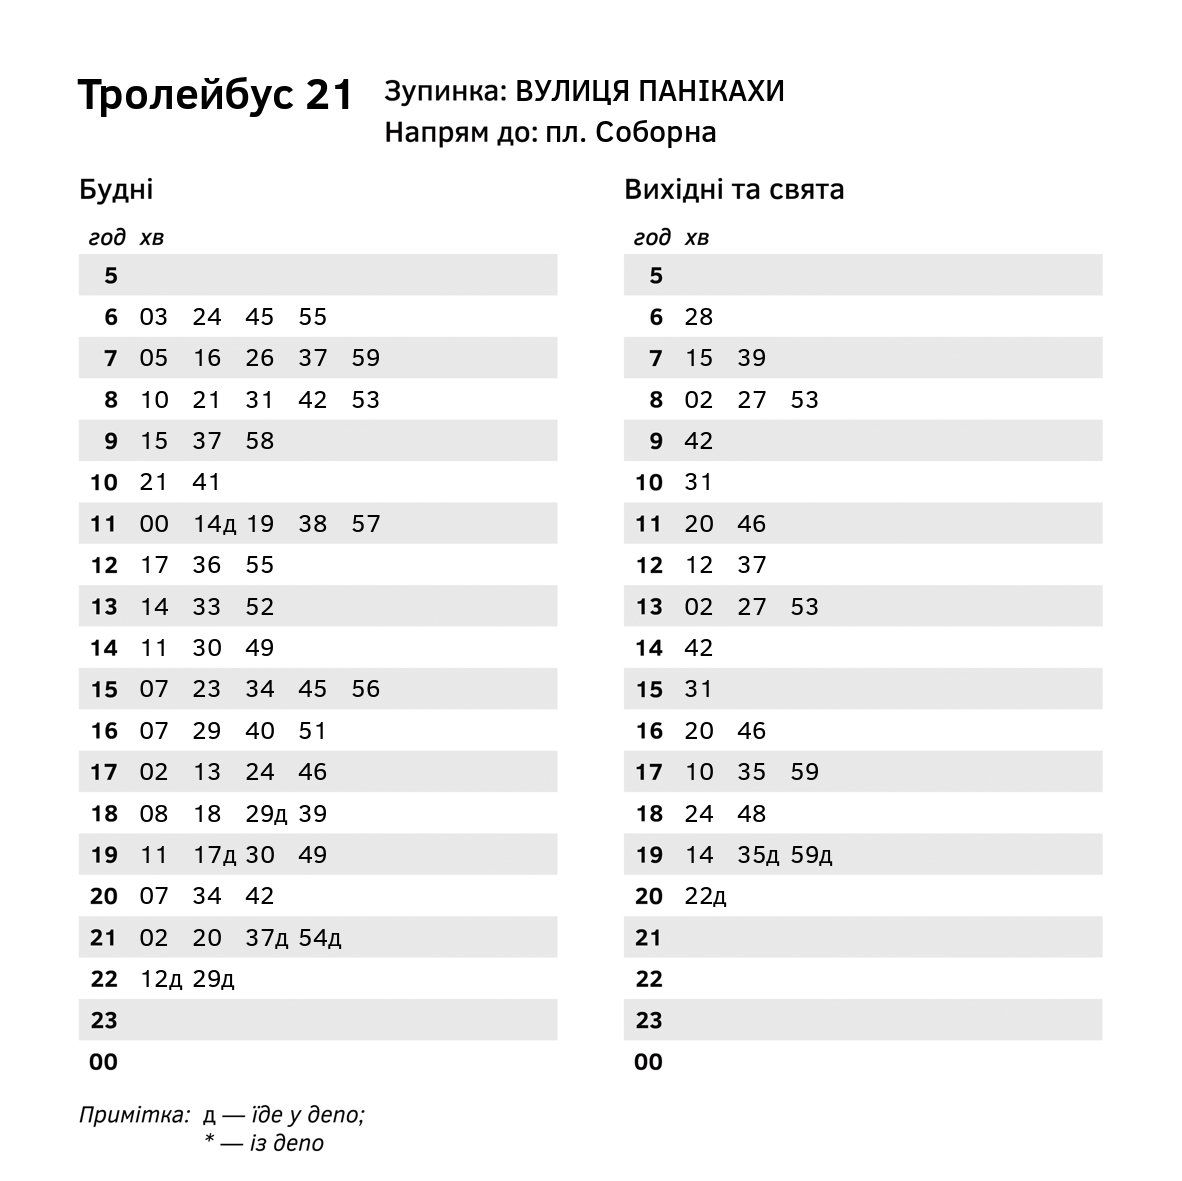 Тролейбус 21
Зупинка: ВУЛИЦЯ ПАНІКАХИ
Напрям до: пл. Соборна
Будні
год хв
5
6 03 24 45 55
7 05 16 26 37 59
8 10 21 31 42 53
9 15 37 58
10 21 41
11 00 14д 19 38 57
12 17 36 55
13 14 33 52
14 11 30 49
15 07 23 34 45 56
16 07 29 40 51
17 02 13 24 46
18 08 18 29д 39
19 11 17д 30 49
20 07 34 42
21 02 20 37д 54д
22 12д 29д
23
00
Вихідні та свята
год хв
5
6 28
7 15 39
8 02 27 53
9 42
10 31
11 20 46
12 12 37
13 02 27 53
14 42
15 31
16 20 46
17 10 35 59
18 24 48
19 14 35д 59д
20 22д
21
22
23
00
Примітка: д — їде у депо;
* — із депо